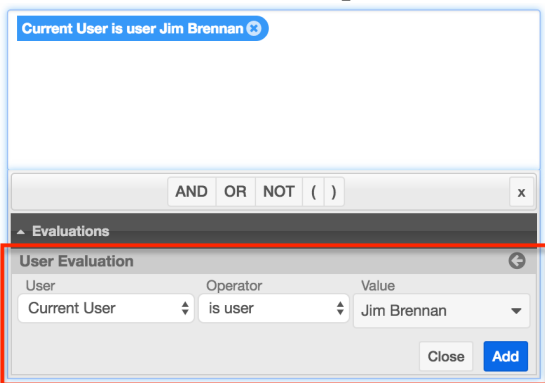 Current User is user Jim Brennan
AND OR NOT ( ) x
Evaluations
User Evaluation
User Operator Value
Current User is user Jim Brennan
Close Add